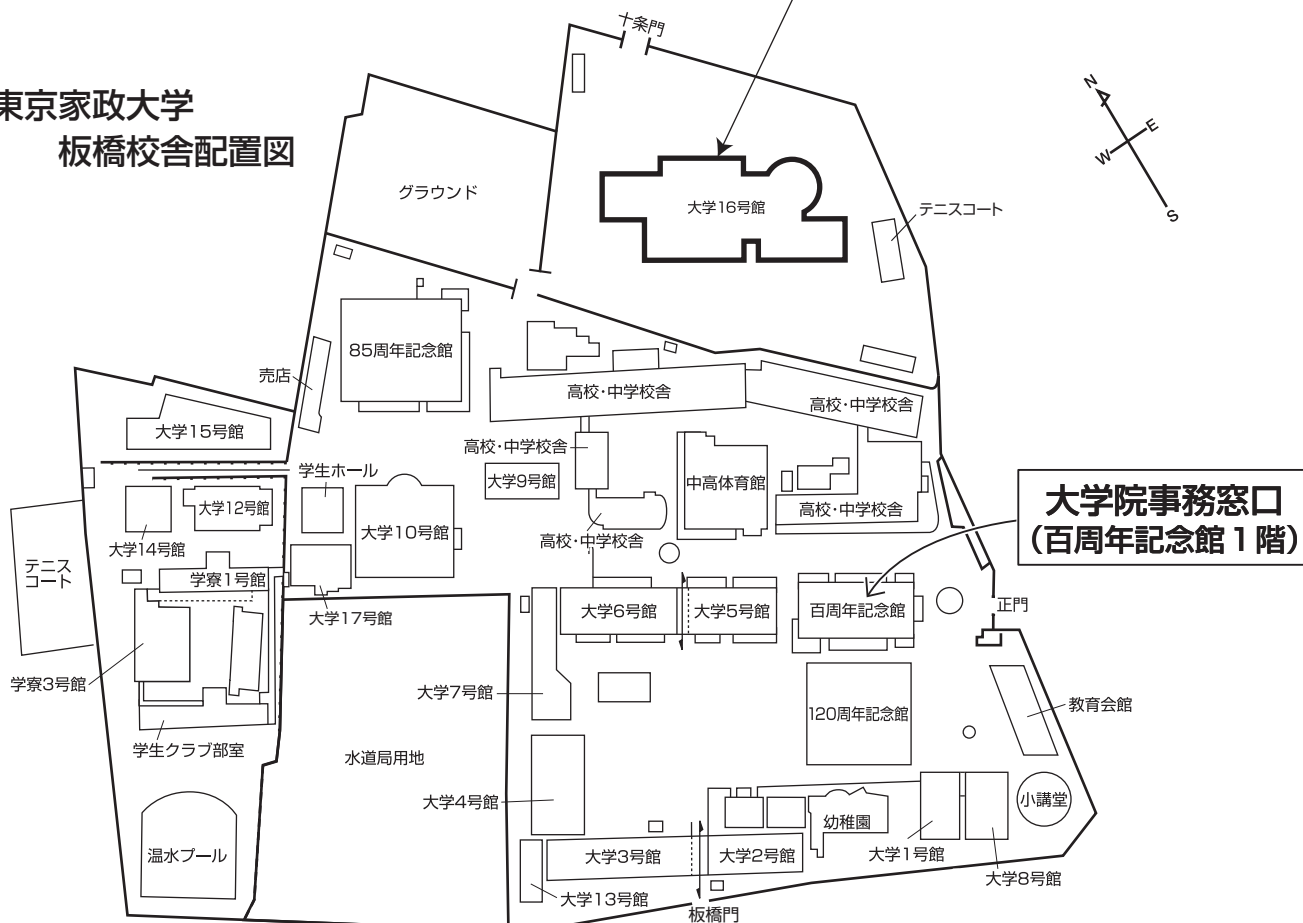 東京家政大学
板橋校舎配置図
十条門
N
E
W
S
グラウンド
大学16号館
テニスコート
85周年記念館
売店
高校・中学校舎
高校・中学校舎
大学15号館
高校・中学校舎
学生ホール
大学9号館
中高体育館
大学12号館
大学10号館
高校・中学校舎
大学院事務窓口
（百周年記念館1階）
大学14号館
高校・中学校舎
テニス
コート
学寮1号館
大学17号館
大学6号館
大学5号館
百周年記念館
正門
学寮3号館
大学7号館
120周年記念館
教育会館
学生クラブ部室
水道局用地
大学4号館
小講堂
幼稚園
温水プール
大学3号館
大学2号館
大学1号館
大学8号館
大学13号館
板橋門